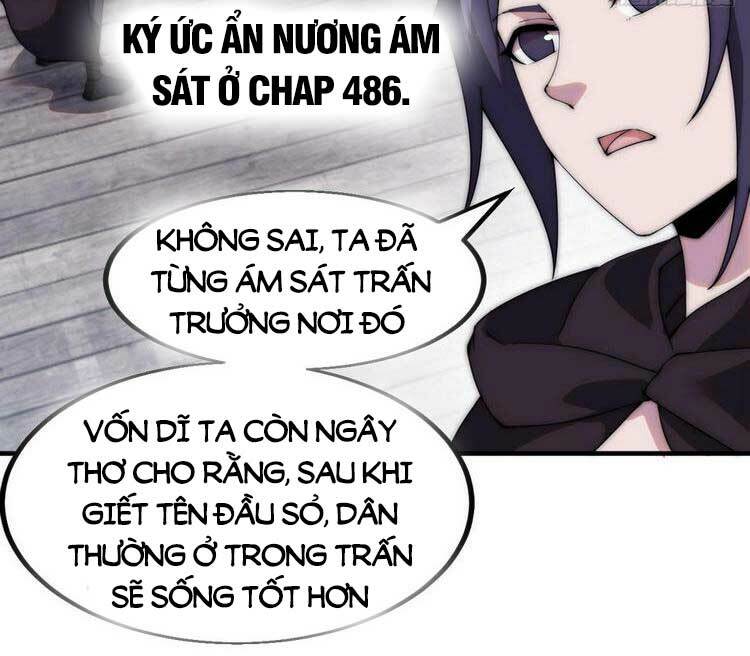 KÝ ỨC ẨN NƯƠNG ÁM
SÁT Ở CHAP 486.
KHÔNG SAI, TA ĐÃ
TỪNG ÁM SÁT TRẤN
TRƯỞNG NƠI ĐÓ
VỐN DĨ TA CÒN NGÂY
THƠ CHO RẰNG, SAU KHI
GIẾT TÊN ĐẦU SỎ, DÂN
THƯỜNG Ở TRONG TRẤN
SẼ SỐNG TỐT HƠN